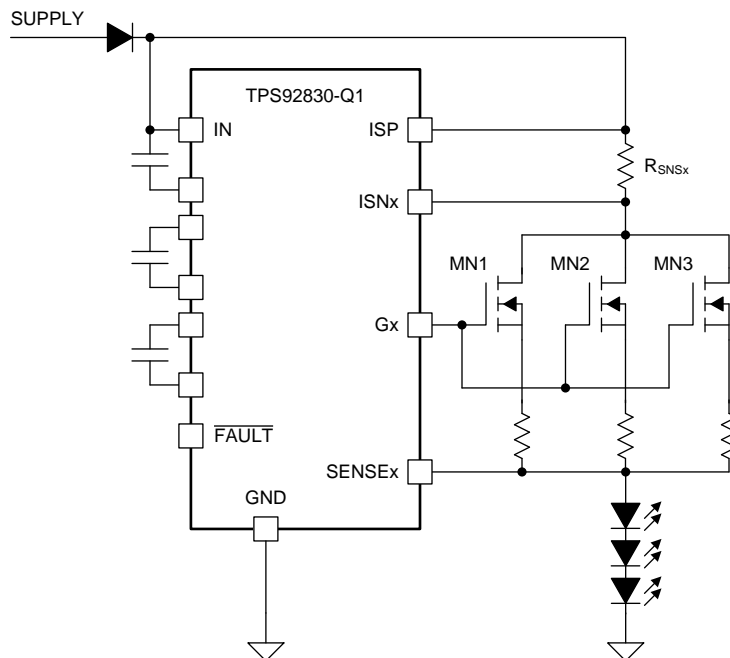 SUPPLY
TPS92830-Q1
IN
ISP
RSNSx
ISNx
MN1
MN2
MN3
Gx
FAULT
SENSEx
GND